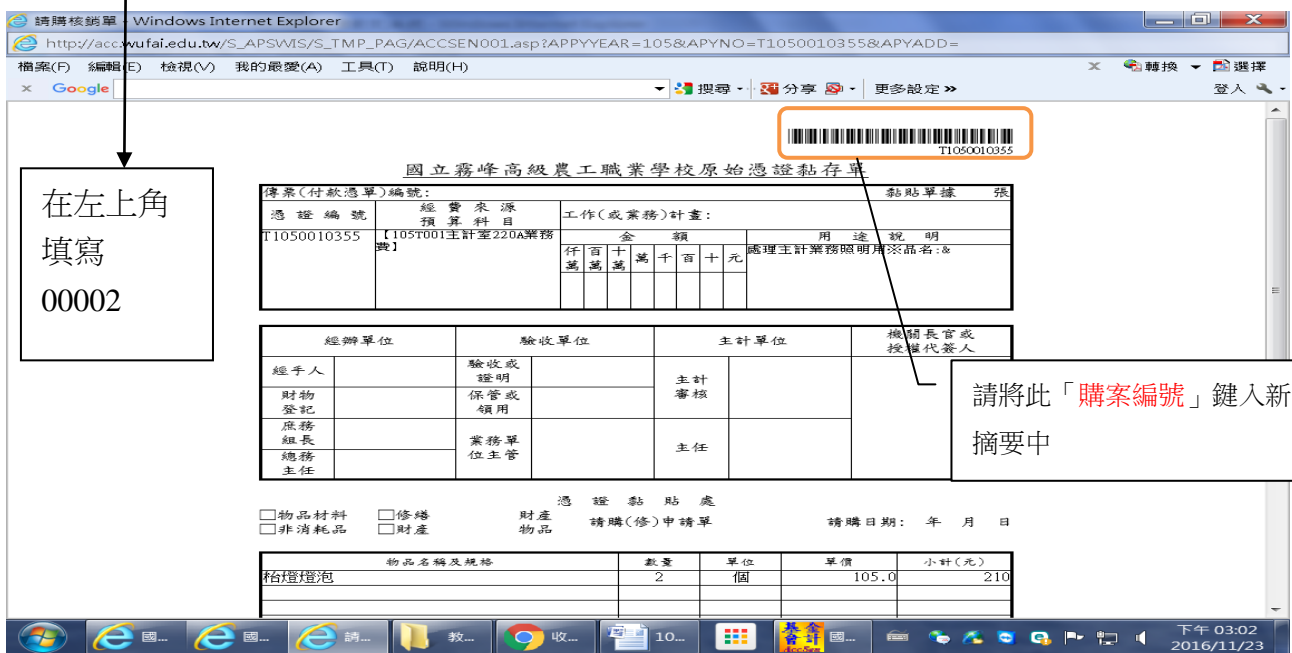 請購核銷單 - Windows Internet Explorer
http://acc.wufai.edu.tw/S_APSWIS/S_TMP_PAG/ACCSEN001.asp?APPYYEAR=105&APYNO=T1050010355&APYADD=
檔案(F) 編輯(E) 檢視(V) 我的最愛(A) 工具(T) 說明(H) x 轉換 選擇
x Google 搜尋 分享 更多設定 » 登入
T1050010355
國立霧峰高級農工職業學校原始憑證黏存單
在左上角
填寫
00002
傳票(付款憑單)編號: 黏貼單據 張
憑證編號 經費來源 預算科目 工作(或業務)計畫:
金額 用途說明
T1050010355 【105T001主計室220A業務費】 仟萬 百萬 十萬 萬 千 百 十 元 處理主計業務照明用※品名:&
經辦單位 驗收單位 主計單位 機關長官或授權代簽人
經手人 驗收或證明 主計審核
財物登記 保管或領用
庶務組長 業務單位主管 主任
總務主任
請將此「購案編號」鍵入新
摘要中
憑證黏貼處
□物品材料 □修繕 財產 請購(修)申請單 請購日期: 年 月 日
□非消耗品 □財產 物品
物品名稱及規格 數量 單位 單價 小計(元)
枱燈燈泡 2 個 105.0 210
國... 國... 請... 教... 收... 10... 基金會計 國... 下午 03:02
2016/11/23